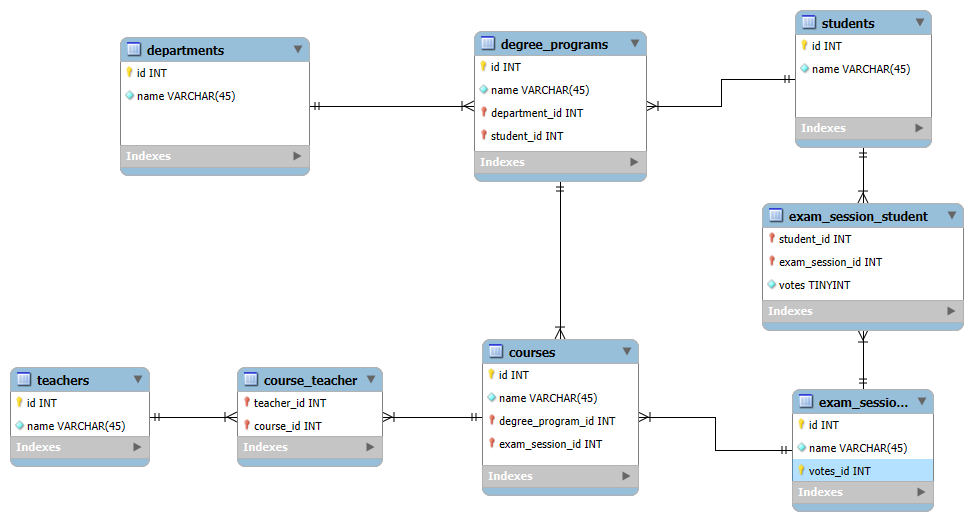 departments
id INT
name VARCHAR(45)
Indexes
degree_programs
id INT
name VARCHAR(45)
department_id INT
student_id INT
Indexes
students
id INT
name VARCHAR(45)
Indexes
exam_session_student
student_id INT
exam_session_id INT
votes TINYINT
Indexes
teachers
id INT
name VARCHAR(45)
Indexes
course_teacher
teacher_id INT
course_id INT
Indexes
courses
id INT
name VARCHAR(45)
degree_program_id INT
exam_session_id INT
Indexes
exam_sessio...
id INT
name VARCHAR(45)
votes_id INT
Indexes